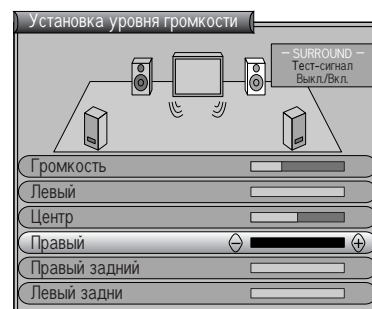 Установка уровня громкости
– SURROUND –
Тест-сигнал
Выкл./Вкл.
Громкость
Левый
Центр
Правый
Правый задний
Левый задни